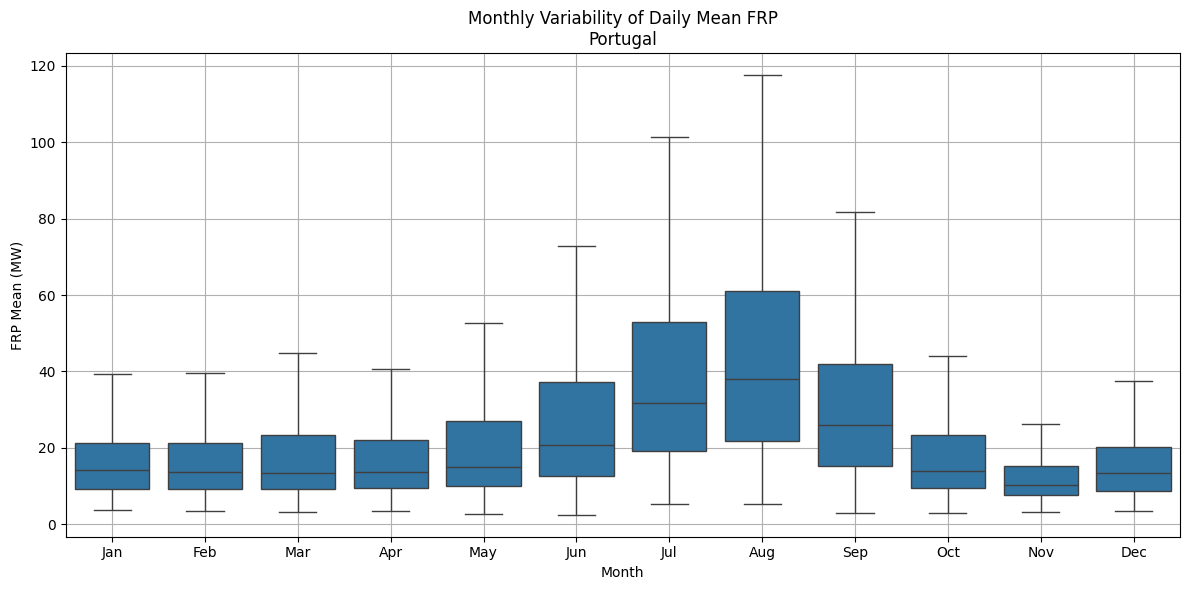 Monthly Variability of Daily Mean FRP
Portugal
FRP Mean (MW)
120
100
80
60
40
20
0
Jan Feb Mar Apr May Jun Jul Aug Sep Oct Nov Dec
Month